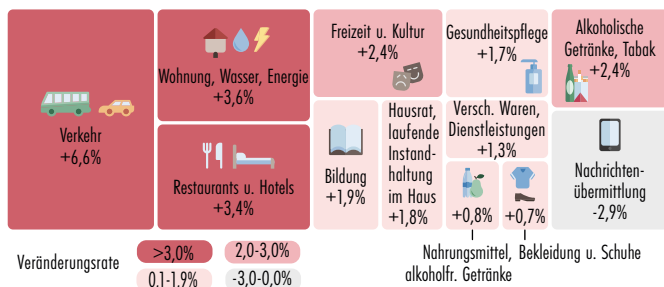 Verkehr
+6,6%
Wohnung, Wasser, Energie
+3,6%
Restaurants u. Hotels
+3,4%
Freizeit u. Kultur
+2,4%
Bildung
+1,9%
Hausrat,
laufende
Instand-
haltung
im Haus
+1,8%
Gesundheitspflege
+1,7%
Versch. Waren,
Dienstleistungen
+1,3%
+0,8%
Nahrungsmittel,
alkoholfr. Getränke
+0,7%
Bekleidung u. Schuhe
Alkoholische
Getränke, Tabak
+2,4%
Nachrichten-
übermittlung
-2,9%
Veränderungsrate
>3,0%
2,0-3,0%
0,1-1,9%
-3,0-0,0%